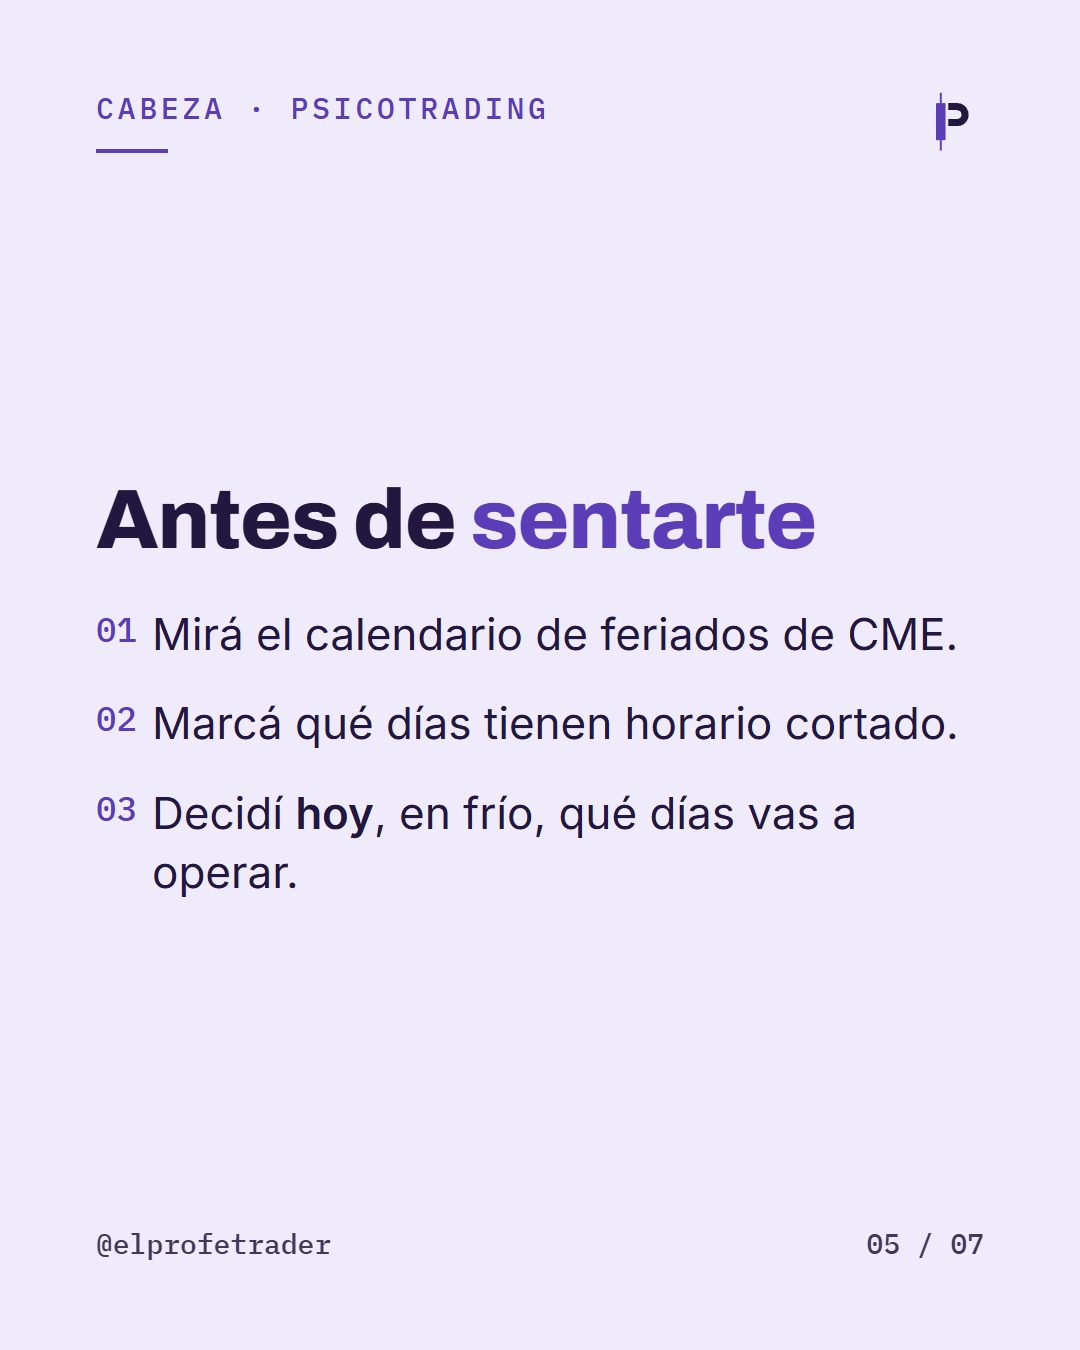 CABEZA · PSICOTRADING
Antes de sentarte
01 Mirá el calendario de feriados de CME.
02 Marcá qué días tienen horario cortado.
03 Decidí hoy, en frío, qué días vas a
operar.
@elprofetrader
05 / 07